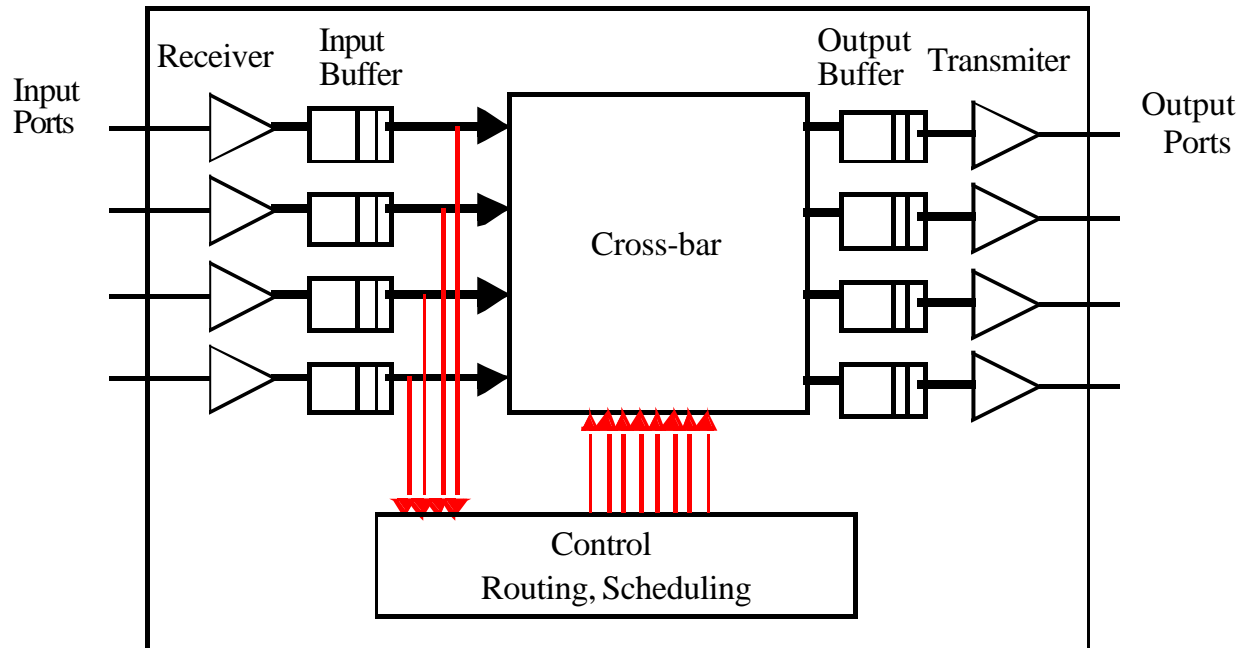 Input
Ports
Receiver
Input
Buffer
Output
Buffer
Transmiter
Output
Ports
Cross-bar
Control
Routing, Scheduling